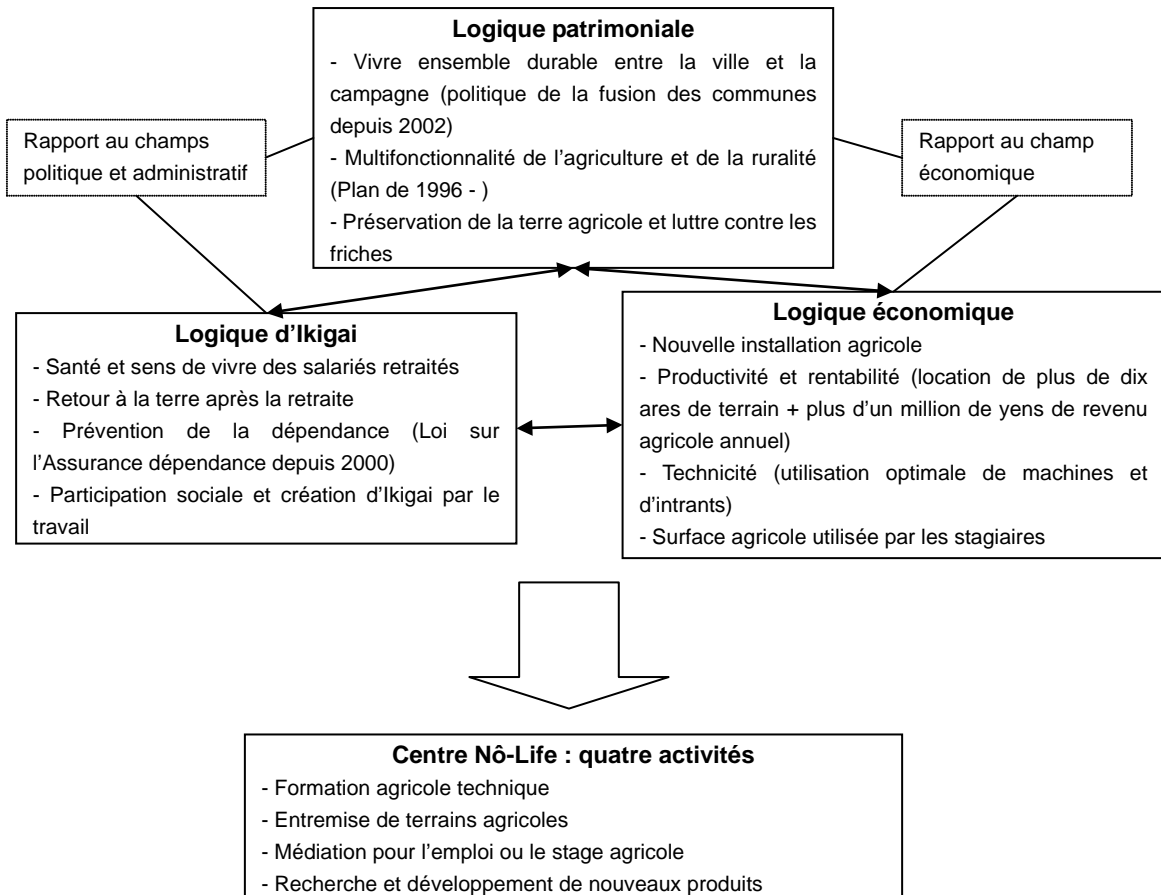 Logique patrimoniale
- Vivre ensemble durable entre la ville et la
campagne (politique de la fusion des communes
depuis 2002)
- Multifonctionnalité de l'agriculture et de la ruralité
(Plan de 1996 - )
- Préservation de la terre agricole et luttre contre les
friches
Rapport au champs
politique et administratif
Rapport au champ
économique
Logique d'Ikigai
- Santé et sens de vivre des salariés retraités
- Retour à la terre après la retraite
- Prévention de la dépendance (Loi sur
l'Assurance dépendance depuis 2000)
- Participation sociale et création d'Ikigai par le
travail
Logique économique
- Nouvelle installation agricole
- Productivité et rentabilité (location de plus de dix
ares de terrain + plus d'un million de yens de revenu
agricole annuel)
- Technicité (utilisation optimale de machines et
d'intrants)
- Surface agricole utilisée par les stagiaires
Centre Nô-Life : quatre activités
- Formation agricole technique
- Entremise de terrains agricoles
- Médiation pour l'emploi ou le stage agricole
- Recherche et développement de nouveaux produits